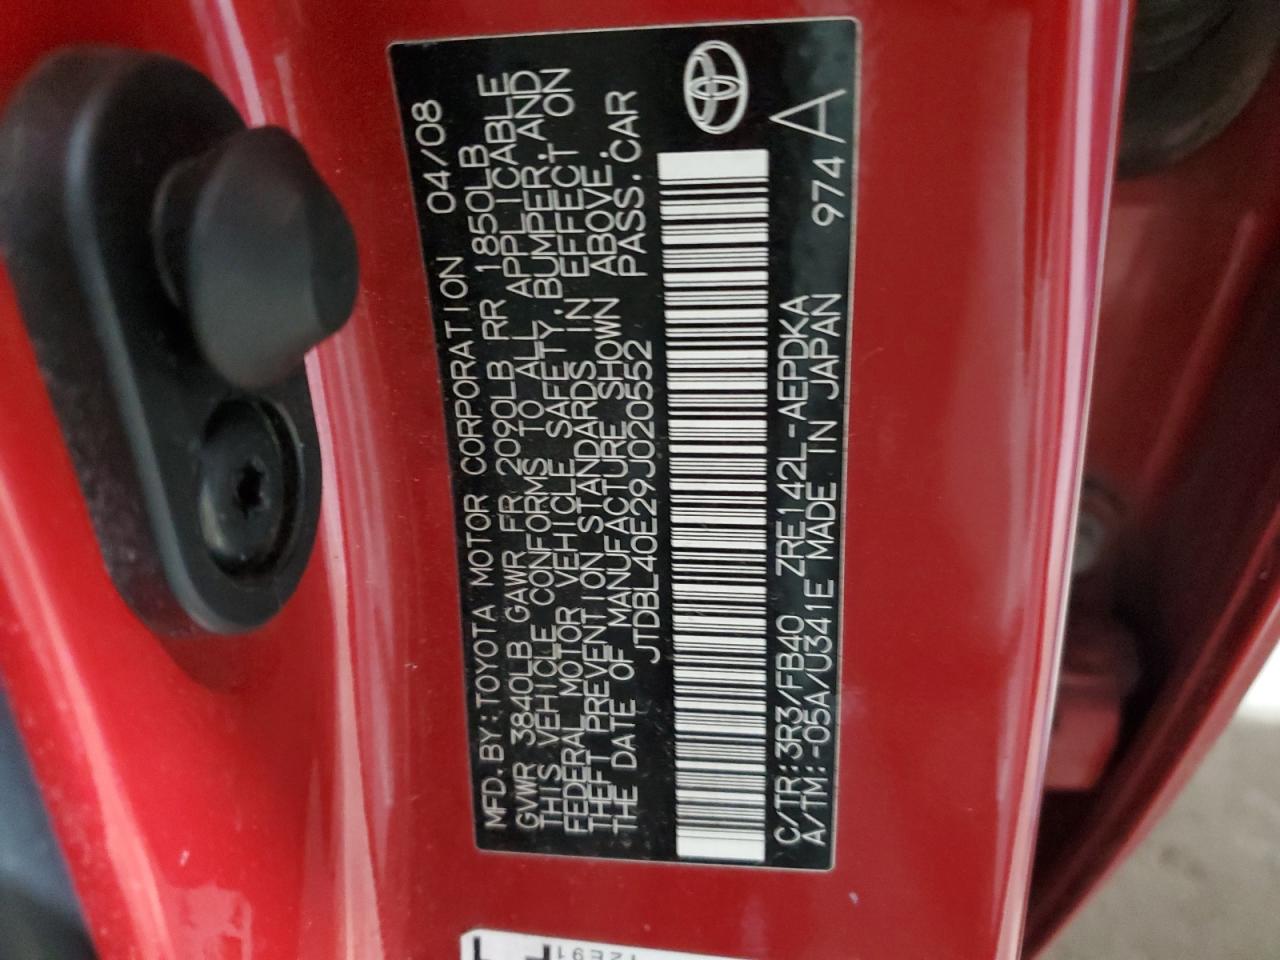 MFD. BY: TOYOTA MOTOR CORPORATION 04/08
GVWR 3840LB GAWR FR 2090LB RR 1850LB
THIS VEHICLE CONFORMS TO ALL APPLICABLE
FEDERAL MOTOR VEHICLE SAFETY, BUMPER, AND
THEFT PREVENTION STANDARDS IN EFFECT ON
THE DATE OF MANUFACTURE SHOWN ABOVE.
JTDBL40E29J020552 PASS. CAR
C/TR: 3R3/FB40 ZRE142L-AEPDKA 974 A
A/TM: -05A/U341E MADE IN JAPAN